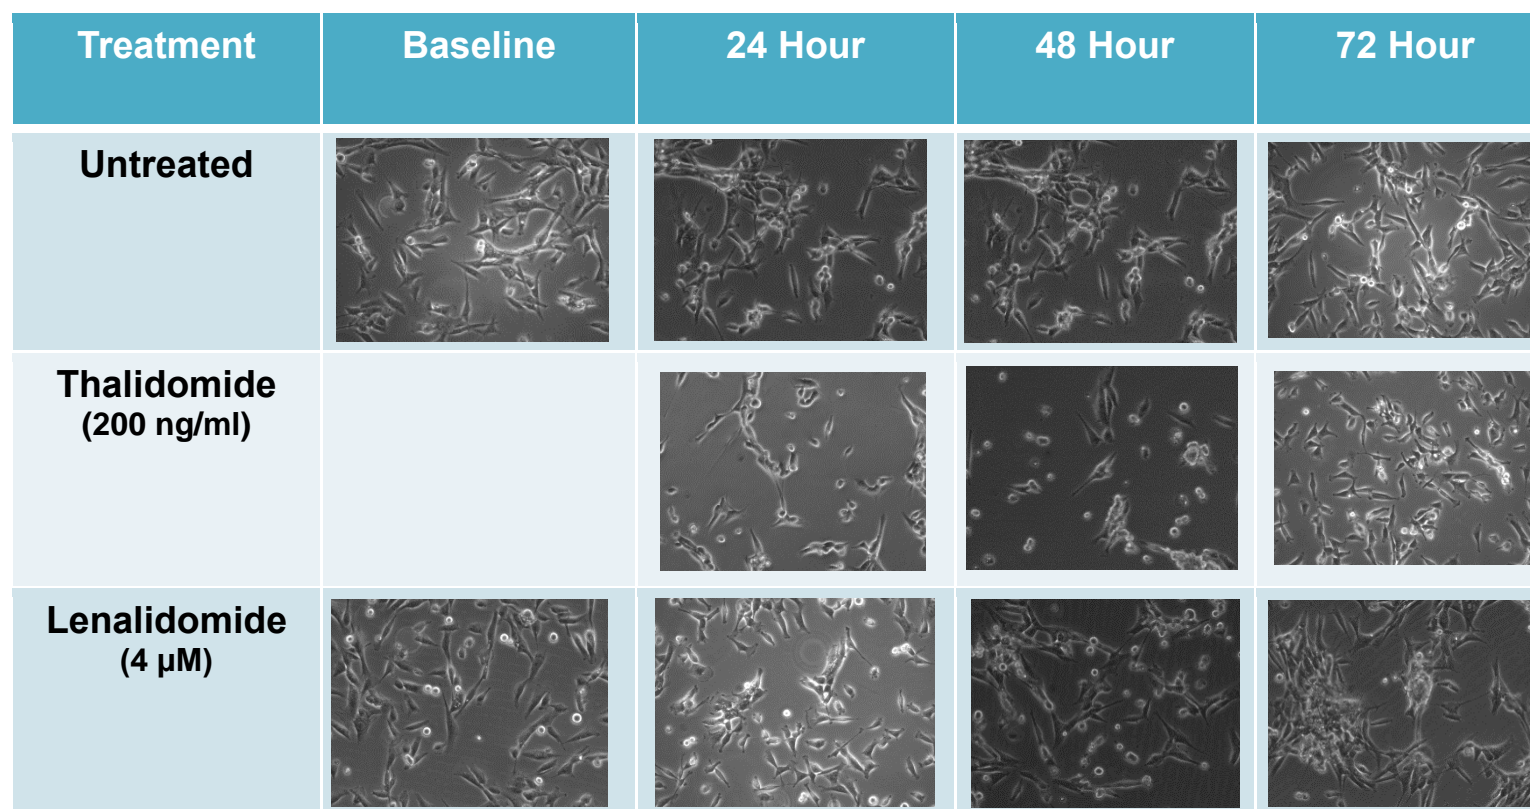 Treatment Baseline 24 Hour 48 Hour 72 Hour
Untreated
Thalidomide
(200 ng/ml)
Lenalidomide
(4 µM)